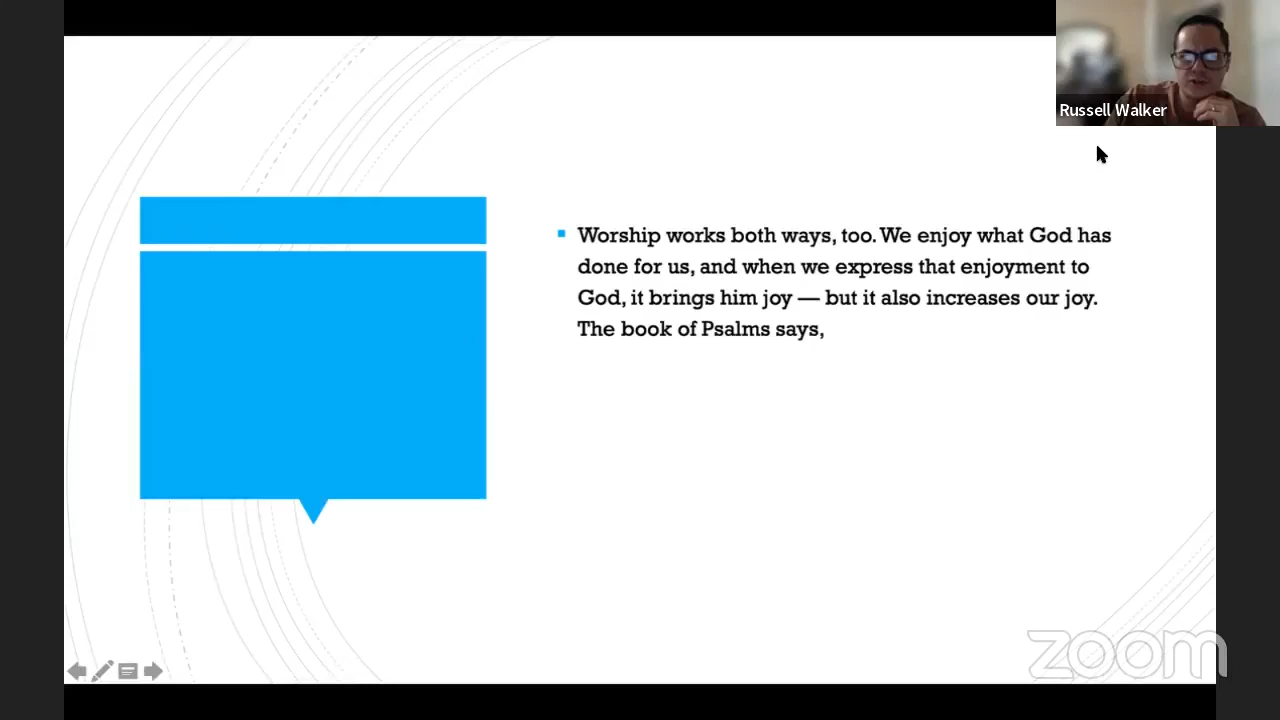 Russell Walker
Worship works both ways, too. We enjoy what God has
done for us, and when we express that enjoyment to
God, it brings him joy — but it also increases our joy.
The book of Psalms says,
zoom